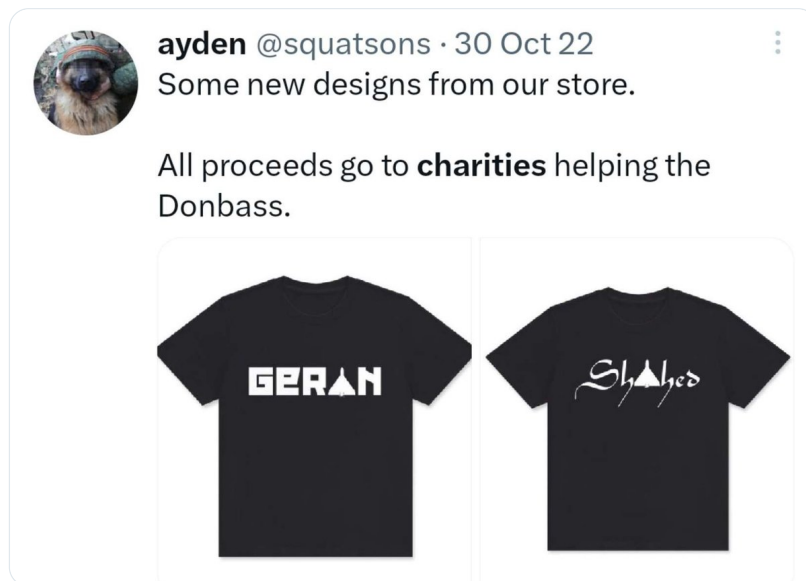 ayden @squatsons · 30 Oct 22
Some new designs from our store.
All proceeds go to charities helping the
Donbass.
GERAN
Shahed